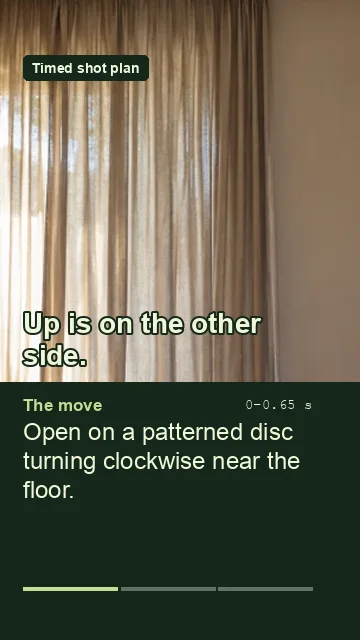 Timed shot plan
Up is on the other
side.
The move
0–0.65 s
Open on a patterned disc
turning clockwise near the
floor.